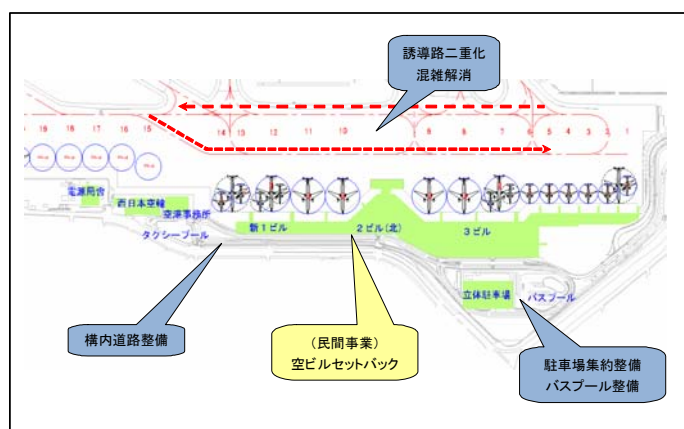 誘導路二重化
混雑解消
19 18 17 16 15 14 13 12 11 10 9 8 7 6 5 4 3 2 1
電源局舎
西日本空輸
空港事務所
タクシープール
新1ビル
2ビル(北)
3ビル
立体駐車場
バスプール
構内道路整備
(民間事業)
空ビルセットバック
駐車場集約整備
バスプール整備